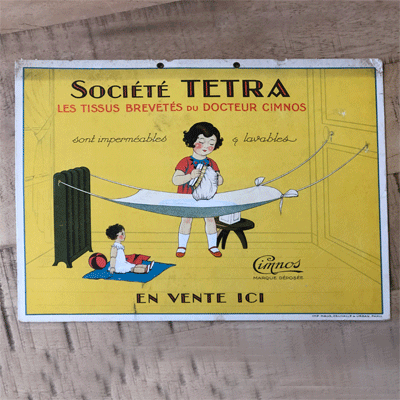 SOCIÉTÉ TETRA
LES TISSUS BREVETÉS DU DOCTEUR CIMNOS
sont imperméables & lavables
Cimnos
MARQUE DÉPOSÉE
EN VENTE ICI